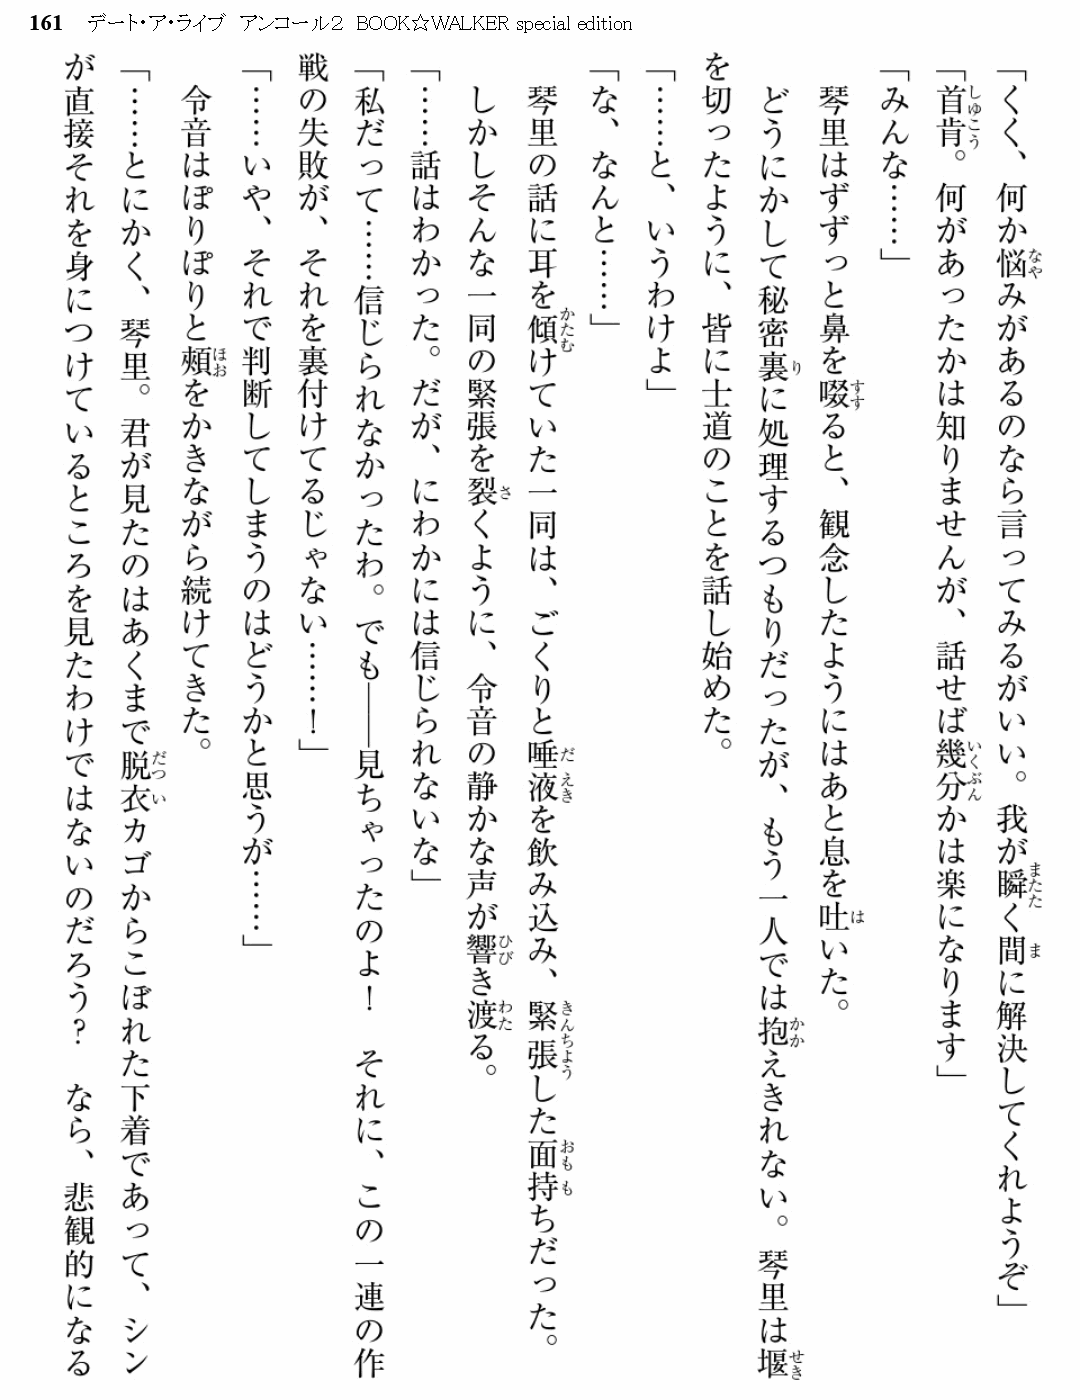 161 デート・ア・ライブ アンコール2 BOOK☆WALKER special edition
「くく、何か悩みがあるのなら言ってみるがいい。我が瞬く間に解決してくれようぞ」
「首肯。何があったかは知りませんが、話せば幾分かは楽になります」
「みんな……」
琴里はずずっと鼻を啜ると、観念したようにはあと息を吐いた。
どうにかして秘密裏に処理するつもりだったが、もう一人では抱えきれない。琴里は堰
を切ったように、皆に士道のことを話し始めた。
「……と、いうわけよ」
「な、なんと……」
琴里の話に耳を傾けていた一同は、ごくりと唾液を飲み込み、緊張した面持ちだった。
しかしそんな一同の緊張を裂くように、令音の静かな声が響き渡る。
「……話はわかった。だが、にわかには信じられないな」
「私だって……信じられなかったわ。でも――見ちゃったのよ！　それに、この一連の作
戦の失敗が、それを裏付けてるじゃない……！」
「……いや、それで判断してしまうのはどうかと思うが……」
令音はぽりぽりと頰をかきながら続けてきた。
「……とにかく、琴里。君が見たのはあくまで脱衣カゴからこぼれた下着であって、シン
が直接それを身につけているところを見たわけではないのだろう？　なら、悲観的になる